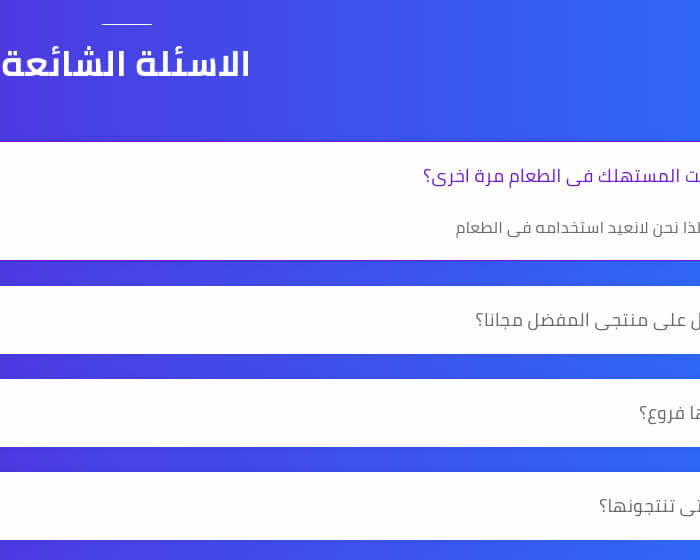 الاسئلة الشائعة
المستهلك فى الطعام مرة اخرى؟
لذا نحن لانعيد استخدامه فى الطعام
على منتجى المفضل مجانا؟
فروع؟
تنتجونها؟